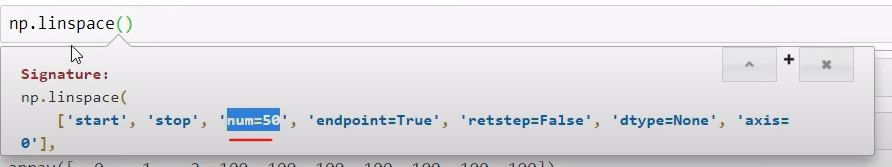 np.linspace()
Signature:
np.linspace(
['start', 'stop', 'num=50', 'endpoint=True', 'retstep=False', 'dtype=None', 'axis=
0'],